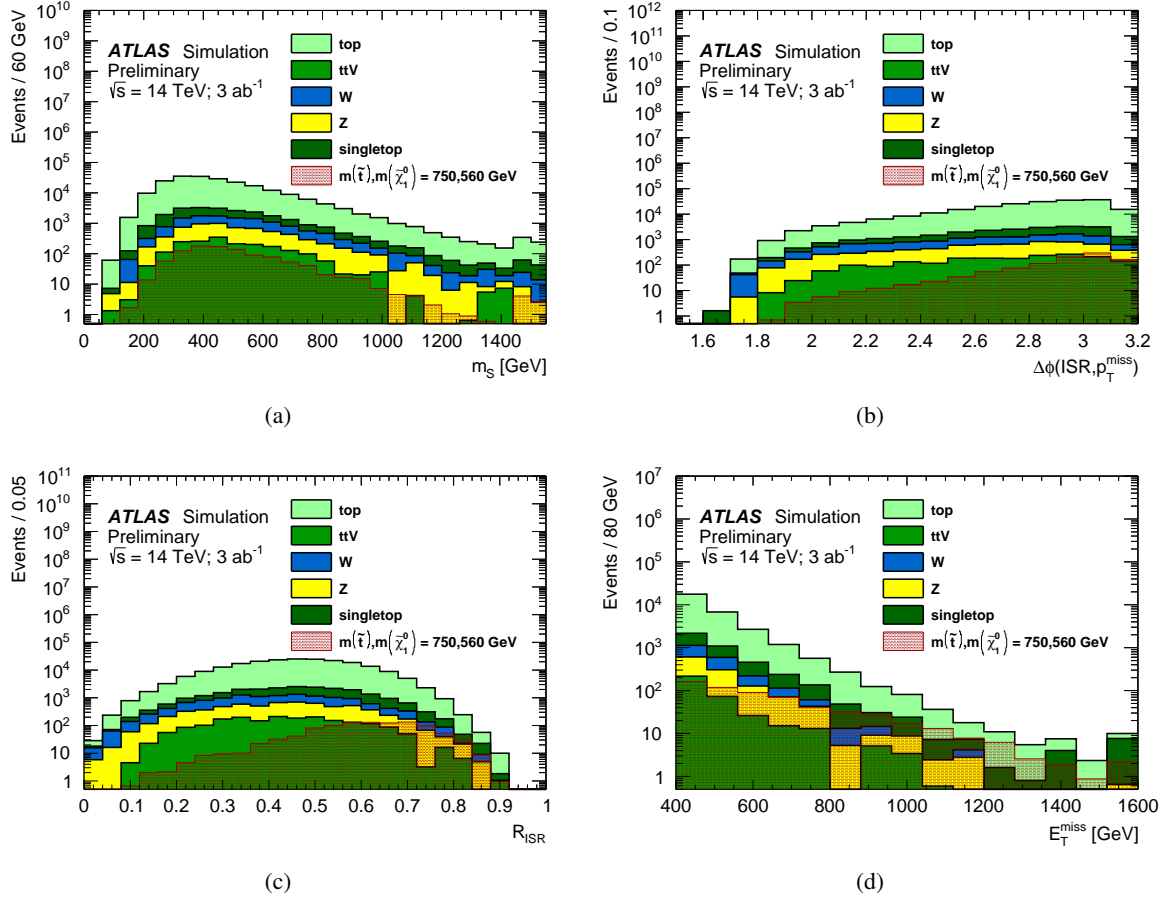 Events / 60 GeV
10^10
10^9
10^8
10^7
10^6
10^5
10^4
10^3
10^2
10
1
ATLAS Simulation
Preliminary
√s = 14 TeV; 3 ab^-1
top
ttV
W
Z
singletop
m(t̃),m(χ̃₁⁰) = 750,560 GeV
0 200 400 600 800 1000 1200 1400
m_S [GeV]
(a)
Events / 0.1
10^12
10^11
10^10
10^9
10^8
10^7
10^6
10^5
10^4
10^3
10^2
10
1
ATLAS Simulation
Preliminary
√s = 14 TeV; 3 ab^-1
top
ttV
W
Z
singletop
m(t̃),m(χ̃₁⁰) = 750,560 GeV
1.6 1.8 2 2.2 2.4 2.6 2.8 3 3.2
Δϕ(ISR,p_T^miss)
(b)
Events / 0.05
10^11
10^10
10^9
10^8
10^7
10^6
10^5
10^4
10^3
10^2
10
1
ATLAS Simulation
Preliminary
√s = 14 TeV; 3 ab^-1
top
ttV
W
Z
singletop
m(t̃),m(χ̃₁⁰) = 750,560 GeV
0 0.1 0.2 0.3 0.4 0.5 0.6 0.7 0.8 0.9 1
R_ISR
(c)
Events / 80 GeV
10^7
10^6
10^5
10^4
10^3
10^2
10
1
ATLAS Simulation
Preliminary
√s = 14 TeV; 3 ab^-1
top
ttV
W
Z
singletop
m(t̃),m(χ̃₁⁰) = 750,560 GeV
400 600 800 1000 1200 1400 1600
E_T^miss [GeV]
(d)